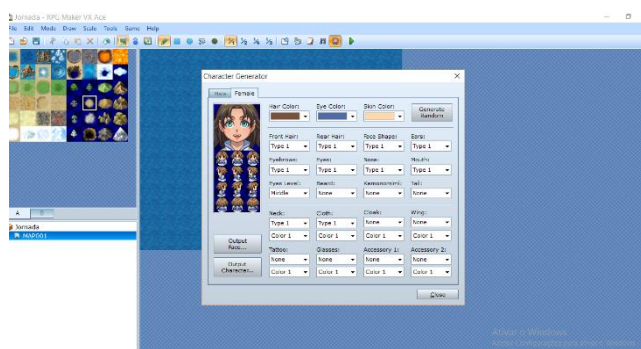 Jornada - RPG Maker VX Ace
File Edit Mode Draw Scale Tools Game Help
Character Generator
Male Female
Hair Color: Eye Color: Skin Color: Generate Random
Front Hair: Rear Hair: Face Shape: Ears:
Type 1 Type 1 Type 1 Type 1
Eyebrows: Eyes: Nose: Mouth:
Type 1 Type 1 Type 1 Type 1
Eyes Level: Beard: Kemonomimi: Tail:
Middle None None None
Neck: Cloth: Cloak: Wing:
Type 1 Type 1 None None
Color 1 Color 1 Color 1 Color 1
Output Face...
Tattoo: Glasses: Accessory 1: Accessory 2:
None None None None
Output Character...
Color 1 Color 1 Color 1 Color 1
Close
A B
Jornada
MAP001
Ativar o Windows